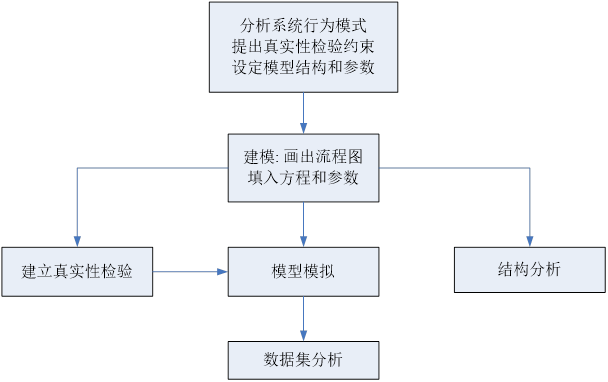 分析系统行为模式
提出真实性检验约束
设定模型结构和参数
建模: 画出流程图
填入方程和参数
建立真实性检验
模型模拟
结构分析
数据集分析